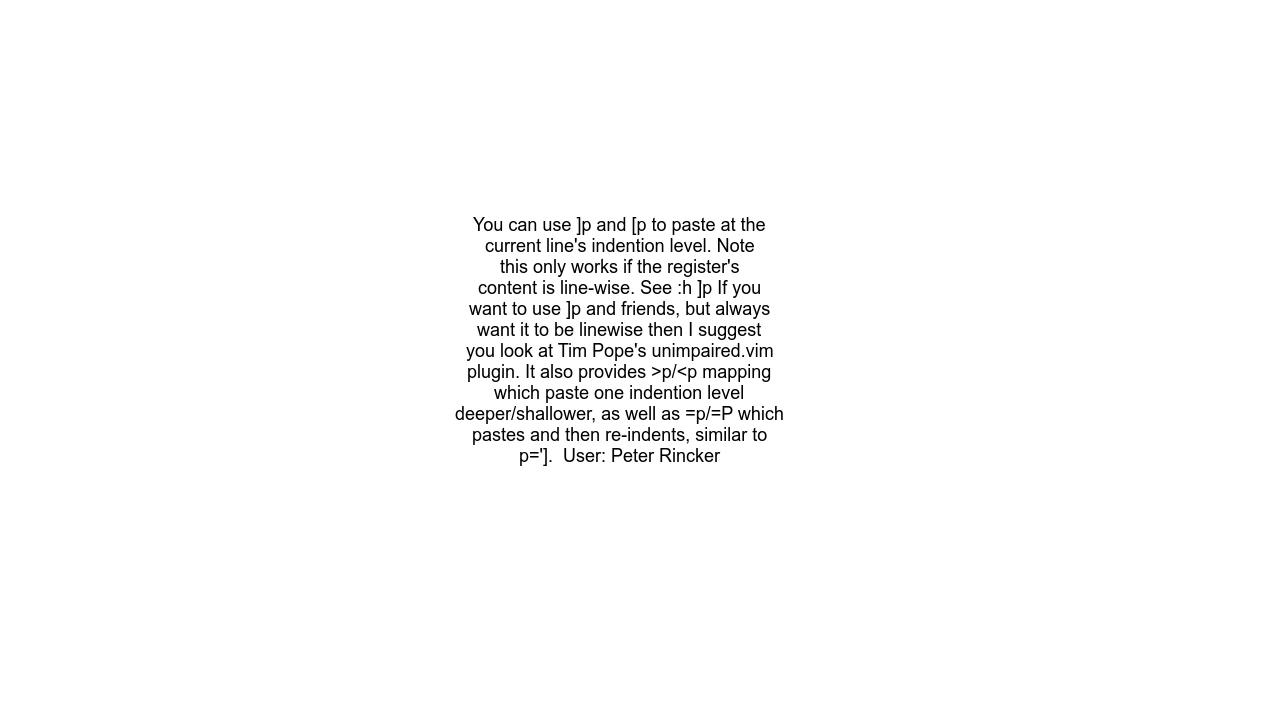 You can use ]p and [p to paste at the
current line's indention level. Note
this only works if the register's
content is line-wise. See :h ]p If you
want to use ]p and friends, but always
want it to be linewise then I suggest
you look at Tim Pope's unimpaired.vim
plugin. It also provides >p/<p mapping
which paste one indention level
deeper/shallower, as well as =p/=P which
pastes and then re-indents, similar to
p='].  User: Peter Rincker